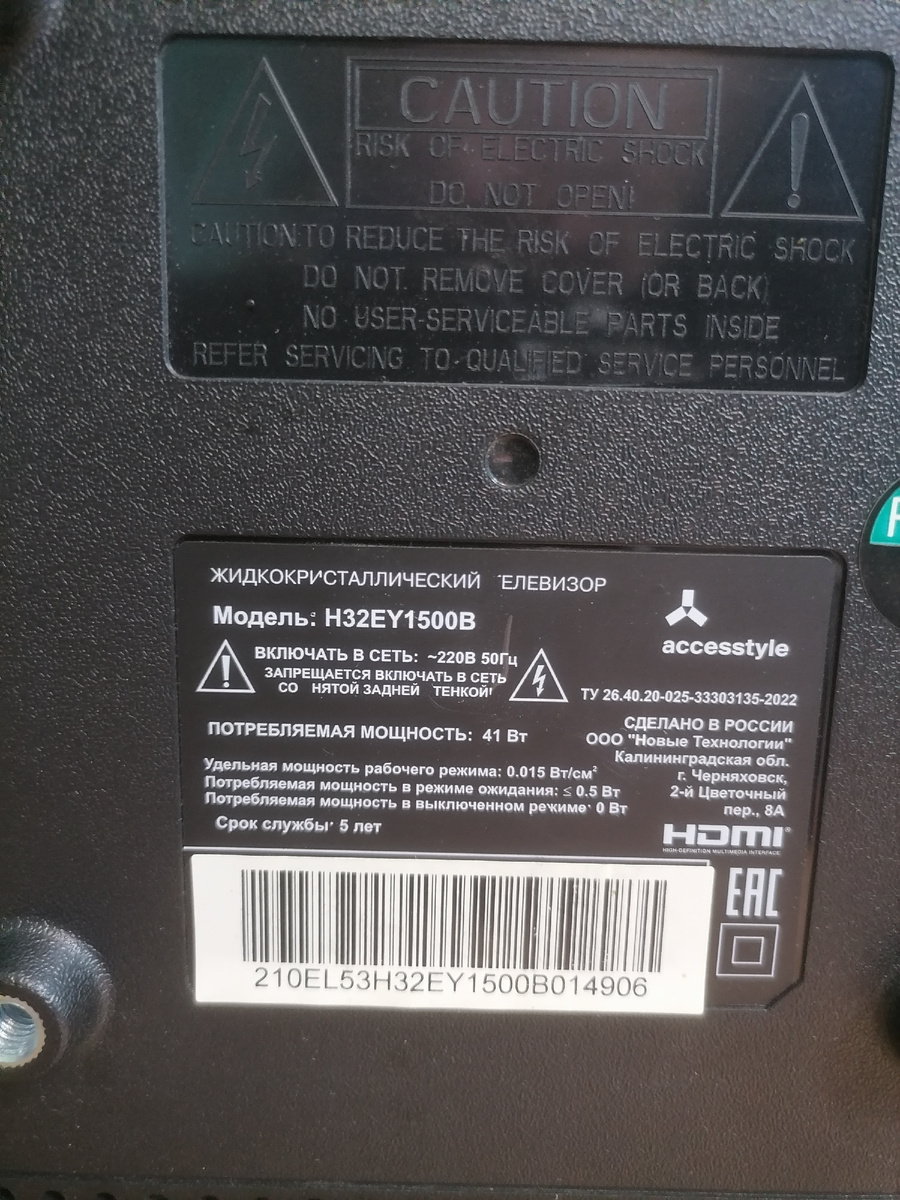 CAUTION
RISK OF ELECTRIC SHOCK
DO NOT OPEN!
CAUTION:TO REDUCE THE RISK OF ELECTRIC SHOCK
DO NOT REMOVE COVER (OR BACK)
NO USER-SERVICEABLE PARTS INSIDE
REFER SERVICING TO QUALIFIED SERVICE PERSONNEL
ЖИДКОКРИСТАЛЛИЧЕСКИЙ ЕЛЕВИЗОР
Модель: H32EY1500B
accesstyle
ВКЛЮЧАТЬ В СЕТЬ: ~220В 50Гц
ЗАПРЕЩАЕТСЯ ВКЛЮЧАТЬ В СЕТЬ
СО НЯТОЙ ЗАДНЕЙ ТЕНКОЙ!
ТУ 26.40.20-025-33303135-2022
ПОТРЕБЛЯЕМАЯ МОЩНОСТЬ: 41 Вт
СДЕЛАНО В РОССИИ
ООО "Новые Технологии"
Калининградская обл.
г. Черняховск,
2-й Цветочный
пер., 8А
Удельная мощность рабочего режима: 0.015 Вт/см²
Потребляемая мощность в режиме ожидания: ≤ 0.5 Вт
Потребляемая мощность в выключенном режиме: 0 Вт
Срок службы: 5 лет
HDMI
HIGH-DEFINITION MULTIMEDIA INTERFACE
EAC
210EL53H32EY1500B014906